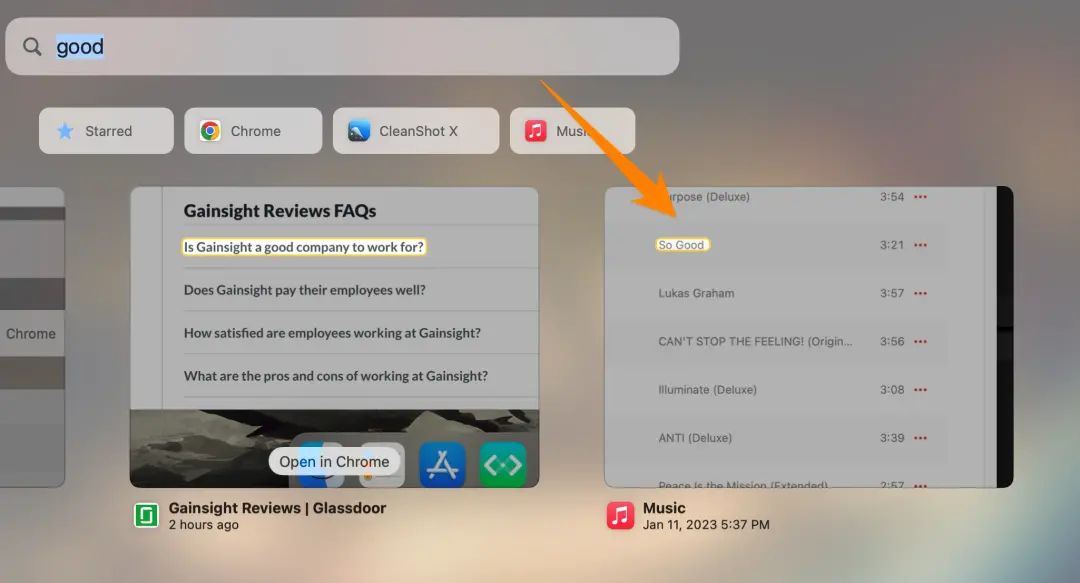 good
Starred
Chrome
CleanShot X
Music
Chrome
Gainsight Reviews FAQs
Is Gainsight a good company to work for?
Does Gainsight pay their employees well?
How satisfied are employees working at Gainsight?
What are the pros and cons of working at Gainsight?
Open in Chrome
Gainsight Reviews | Glassdoor
2 hours ago
(Deluxe) 3:54
So Good 3:21
Lukas Graham 3:57
CAN'T STOP THE FEELING! (Origin... 3:56
Illuminate (Deluxe) 3:08
ANTI (Deluxe) 3:39
Peace Is the Mission (Extended) 2:57
Music
Jan 11, 2023 5:37 PM